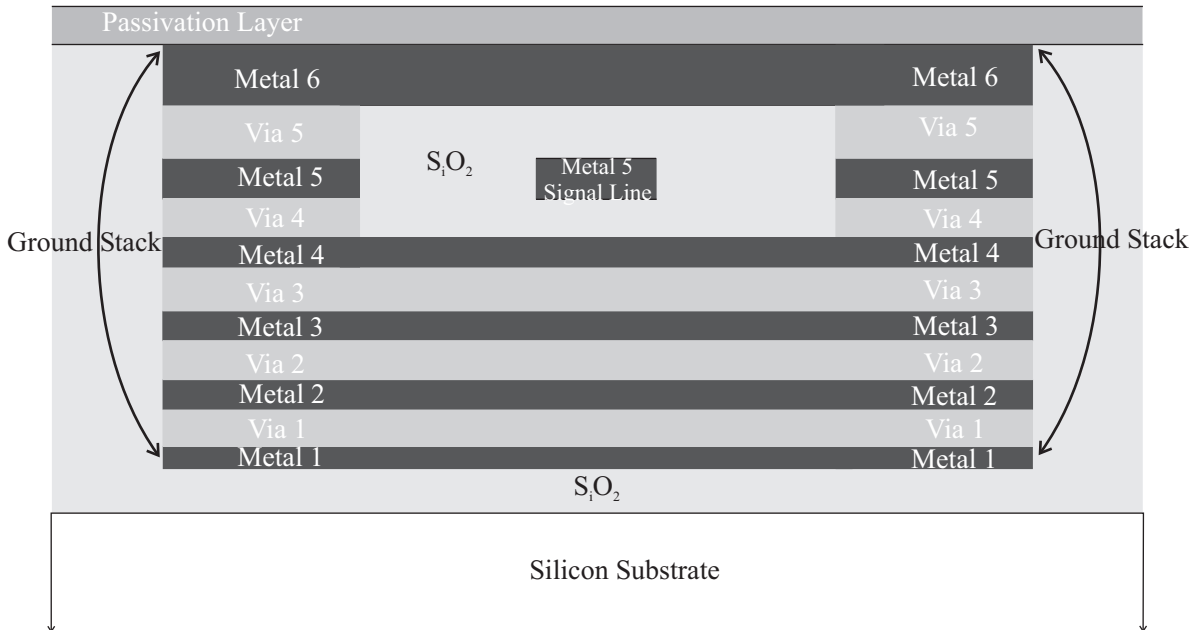 Passivation Layer
Metal 6 Metal 6
Via 5 Via 5
SiO2
Metal 5 Metal 5 Metal 5
Signal Line
Via 4 Via 4
Ground Stack Ground Stack
Metal 4 Metal 4
Via 3 Via 3
Metal 3 Metal 3
Via 2 Via 2
Metal 2 Metal 2
Via 1 Via 1
Metal 1 Metal 1
SiO2
Silicon Substrate